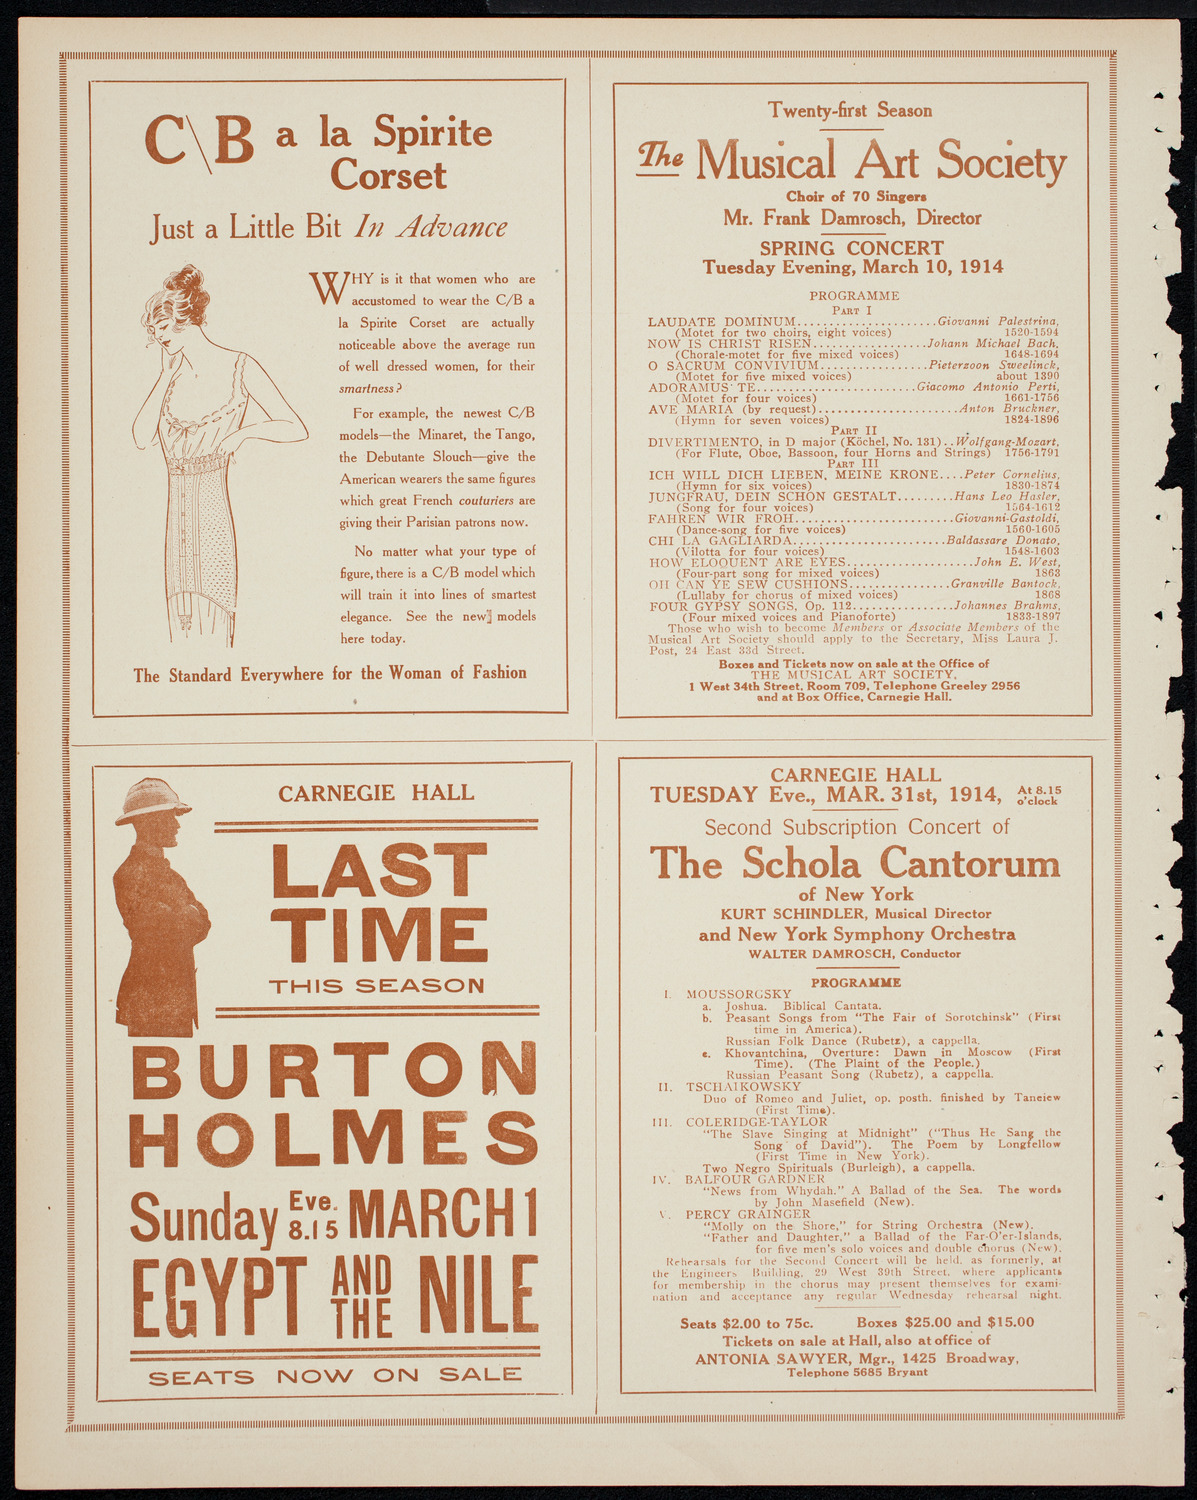 C\B a la Spirite
Corset
Just a Little Bit In Advance
WHY is it that women who are
accustomed to wear the C/B a
la Spirite Corset are actually
noticeable above the average run
of well dressed women, for their
smartness?
For example, the newest C/B
models—the Minaret, the Tango,
the Debutante Slouch—give the
American wearers the same figures
which great French couturiers are
giving their Parisian patrons now.
No matter what your type of
figure, there is a C/B model which
will train it into lines of smartest
elegance. See the new models
here today.
The Standard Everywhere for the Woman of Fashion
Twenty-first Season
The Musical Art Society
Choir of 70 Singers
Mr. Frank Damrosch, Director
SPRING CONCERT
Tuesday Evening, March 10, 1914
PROGRAMME
PART I
LAUDATE DOMINUM.....................Giovanni Palestrina,
(Motet for two choirs, eight voices) 1520-1594
NOW IS CHRIST RISEN.................Johann Michael Bach,
(Chorale-motet for five mixed voices) 1648-1694
O SACRUM CONVIVIUM................Pieterzoon Sweelinck,
(Motet for five mixed voices) about 1390
ADORAMUS TE........................Giacomo Antonio Perti,
(Motet for four voices) 1661-1756
AVE MARIA (by request).....................Anton Bruckner,
(Hymn for seven voices) 1824-1896
PART II
DIVERTIMENTO, in D major (Köchel, No. 131)..Wolfgang-Mozart,
(For Flute, Oboe, Bassoon, four Horns and Strings) 1756-1791
PART III
ICH WILL DICH LIEBEN, MEINE KRONE....Peter Cornelius,
(Hymn for six voices) 1830-1874
JUNGFRAU, DEIN SCHON GESTALT.........Hans Leo Hasler,
(Song for four voices) 1564-1612
FAHREN WIR FROH........................Giovanni-Gastoldi,
(Dance-song for five voices) 1560-1605
CHI LA GAGLIARDA.......................Baldassare Donato,
(Vilotta for four voices) 1548-1603
HOW ELOQUENT ARE EYES...................John E. West,
(Four-part song for mixed voices) 1863
OH CAN YE SEW CUSHIONS...............Granville Bantock,
(Lullaby for chorus of mixed voices) 1868
FOUR GYPSY SONGS, Op. 112...............Johannes Brahms,
(Four mixed voices and Pianoforte) 1833-1897
Those who wish to become Members or Associate Members of the
Musical Art Society should apply to the Secretary, Miss Laura J.
Post, 24 East 33d Street.
Boxes and Tickets now on sale at the Office of
THE MUSICAL ART SOCIETY,
1 West 34th Street, Room 709, Telephone Greeley 2956
and at Box Office, Carnegie Hall.
CARNEGIE HALL
LAST
TIME
THIS SEASON
BURTON
HOLMES
Sunday Eve. 8.15 MARCH 1
EGYPT AND THE NILE
SEATS NOW ON SALE
CARNEGIE HALL
TUESDAY Eve., MAR. 31st, 1914, At 8.15 o'clock
Second Subscription Concert of
The Schola Cantorum
of New York
KURT SCHINDLER, Musical Director
and New York Symphony Orchestra
WALTER DAMROSCH, Conductor
PROGRAMME
I. MOUSSORGSKY
a. Joshua. Biblical Cantata.
b. Peasant Songs from "The Fair of Sorotchinsk" (First
time in America).
Russian Folk Dance (Rubetz), a cappella.
c. Khovantchina, Overture: Dawn in Moscow (First
Time). (The Plaint of the People.)
Russian Peasant Song (Rubetz), a cappella.
II. TSCHAIKOWSKY
Duo of Romeo and Juliet, op. posth. finished by Taneiew
(First Time).
III. COLERIDGE-TAYLOR
"The Slave Singing at Midnight" ("Thus He Sang the
Song of David"). The Poem by Longfellow
(First Time in New York).
Two Negro Spirituals (Burleigh), a cappella.
IV. BALFOUR GARDNER
"News from Whydah." A Ballad of the Sea. The words
by John Masefield (New).
V. PERCY GRAINGER
"Molly on the Shore," for String Orchestra (New).
"Father and Daughter," a Ballad of the Far-O'er-Islands,
for five men's solo voices and double chorus (New).
Rehearsals for the Second Concert will be held, as formerly, at
the Engineers Building, 29 West 39th Street, where applicants
for membership in the chorus may present themselves for exami-
nation and acceptance any regular Wednesday rehearsal night.
Seats $2.00 to 75c. Boxes $25.00 and $15.00
Tickets on sale at Hall, also at office of
ANTONIA SAWYER, Mgr., 1425 Broadway,
Telephone 5685 Bryant